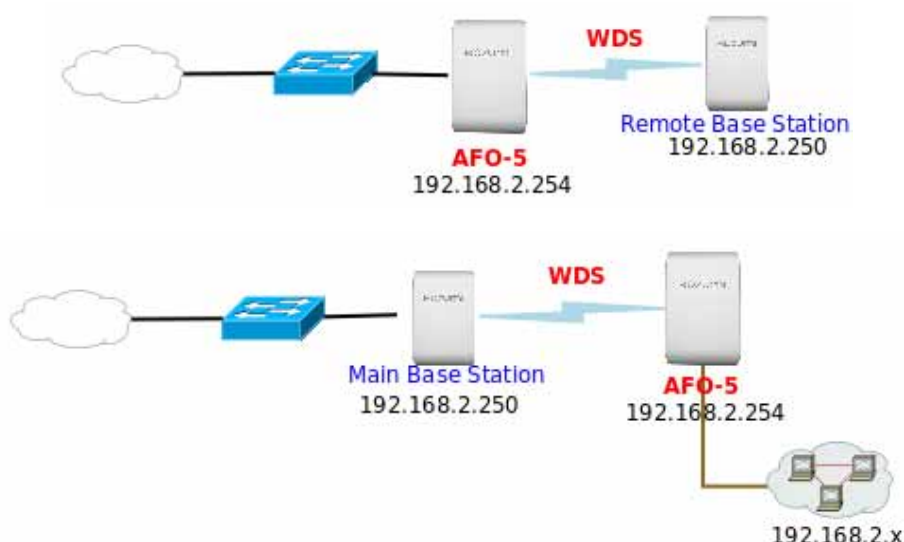 WDS
Remote Base Station
192.168.2.250
AFO-5
192.168.2.254
WDS
Main Base Station
192.168.2.250
AFO-5
192.168.2.254
192.168.2.x